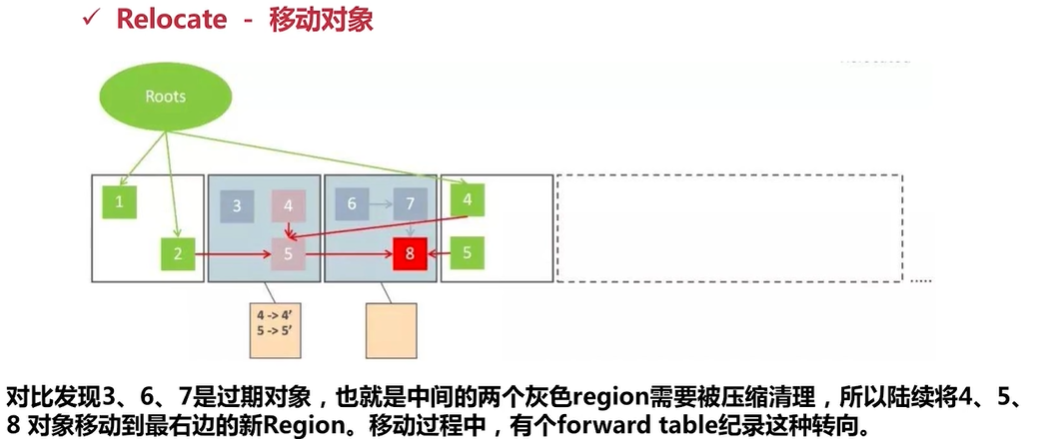 ✓ Relocate - 移动对象
Roots
1
3
4
6
7
4
2
5
8
5
.....
4 -> 4′
5 -> 5′
对比发现3、6、7是过期对象，也就是中间的两个灰色region需要被压缩清理，所以陆续将4、5、
8 对象移动到最右边的新Region。移动过程中，有个forward table纪录这种转向。